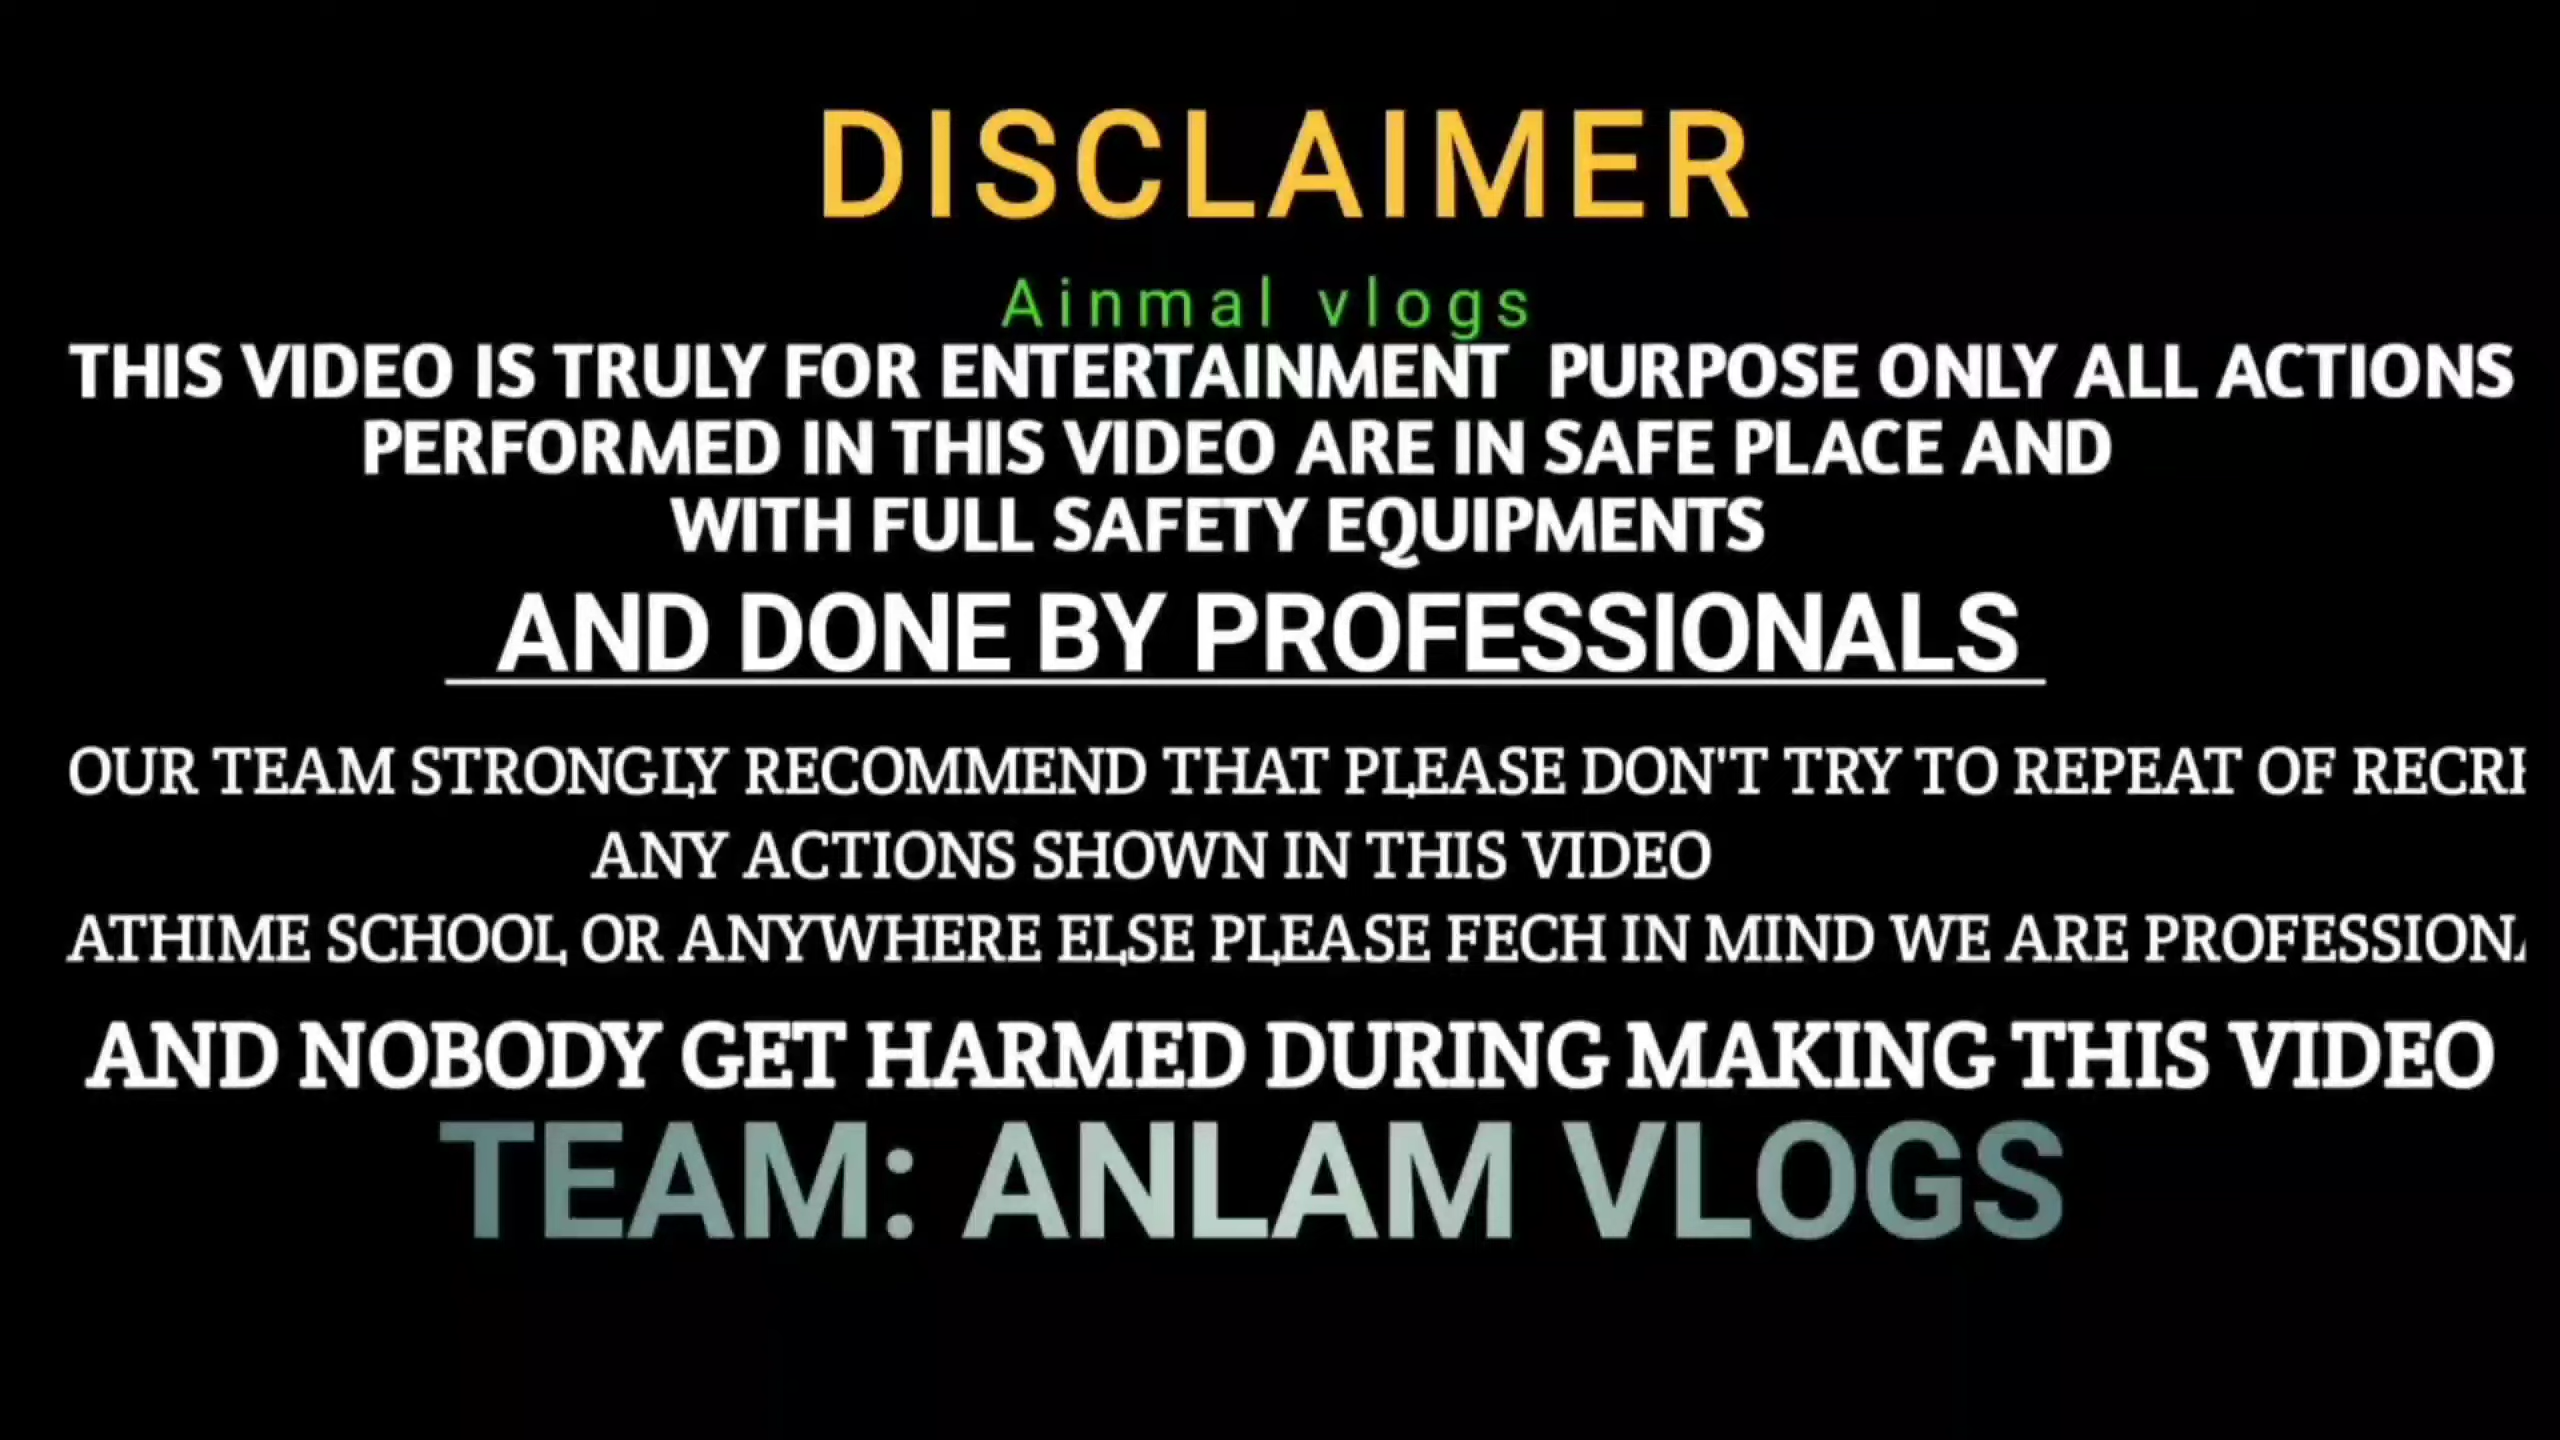 DISCLAIMER
Ainmal vlogs
THIS VIDEO IS TRULY FOR ENTERTAINMENT PURPOSE ONLY ALL ACTIONS
PERFORMED IN THIS VIDEO ARE IN SAFE PLACE AND
WITH FULL SAFETY EQUIPMENTS
AND DONE BY PROFESSIONALS
OUR TEAM STRONGLY RECOMMEND THAT PLEASE DON'T TRY TO REPEAT OF
ANY ACTIONS SHOWN IN THIS VIDEO
ATHIME SCHOOL OR ANYWHERE ELSE PLEASE FECH IN MIND WE ARE
AND NOBODY GET HARMED DURING MAKING THIS VIDEO
TEAM: ANLAM VLOGS